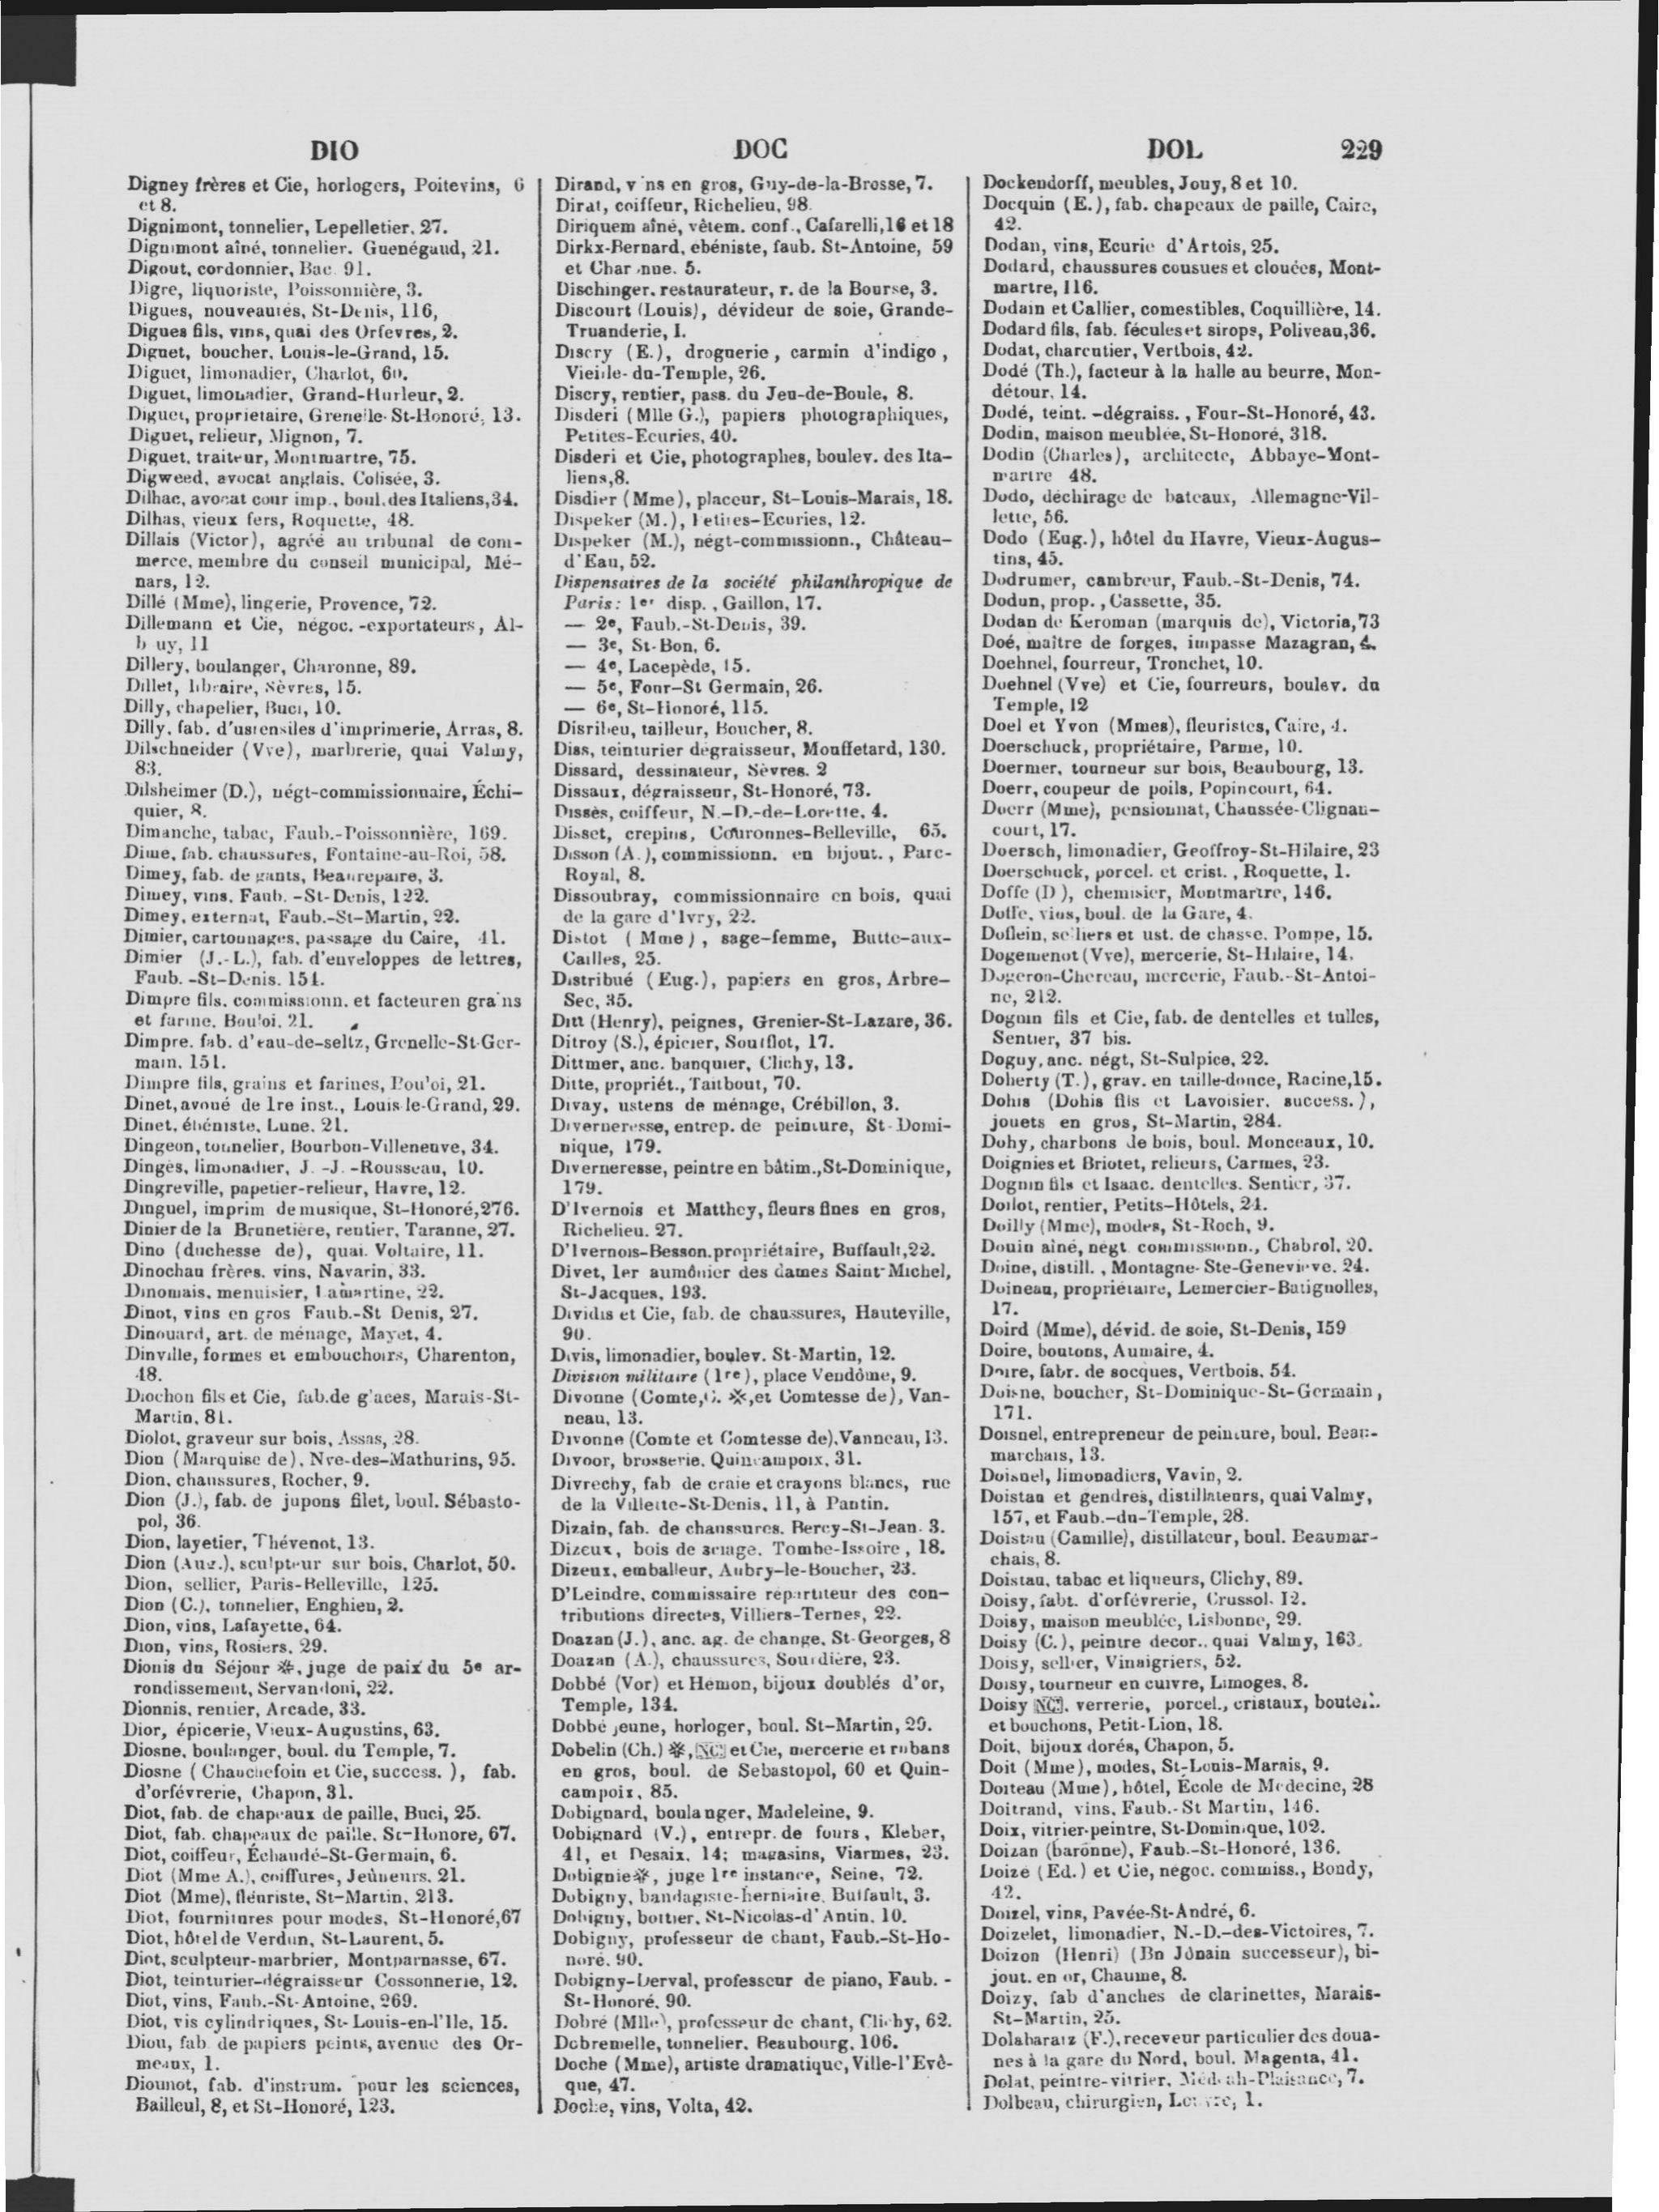 DIO
Digney frères et Cie, horlogers, Poitevins, 6
et 8.
Dignimont, tonnelier, Lepelletier, 27.
Dignimont aîné, tonnelier, Guenégaud, 21.
Digout, cordonnier, Bac 91.
Digre, liquoriste, Poissonnière, 3.
Digues, nouveautés, St-Denis, 116,
Digues fils, vins, quai des Orfevres, 2.
Diguet, boucher, Louis-le-Grand, 15.
Diguet, limonadier, Charlot, 60.
Diguet, limonadier, Grand-Hurleur, 2.
Diguet, proprietaire, Grenelle-St-Honoré, 13.
Diguet, relieur, Mignon, 7.
Diguet, traiteur, Montmartre, 75.
Digweed, avocat anglais, Colisée, 3.
Dilhac, avocat cour imp., boul. des Italiens, 34.
Dilhas, vieux fers, Roquette, 48.
Dillais (Victor), agréé au tribunal de com-
merce, membre du conseil municipal, Mé-
nars, 12.
Dillé (Mme), lingerie, Provence, 72.
Dillemann et Cie, négoc.-exportateurs, Al-
b uy, 11
Dillery, boulanger, Charonne, 89.
Dillet, libraire, Sèvres, 15.
Dilly, chapelier, Buci, 10.
Dilly, fab. d'ustensiles d'imprimerie, Arras, 8.
Dilschneider (Vve), marbrerie, quai Valmy,
83.
Dilsheimer (D.), négt-commissionnaire, Échi-
quier, 8.
Dimanche, tabac, Faub.-Poissonnière, 169.
Dime, fab. chaussures, Fontaine-au-Roi, 58.
Dimey, fab. de gants, Beaurepaire, 3.
Dimey, vins, Faub.-St-Denis, 122.
Dimey, externat, Faub.-St-Martin, 22.
Dimier, cartonnages, passage du Caire, 41.
Dimier (J.-L.), fab. d'enveloppes de lettres,
Faub.-St-Denis. 154.
Dimpre fils, commissionn. et facteur en grains
et farine, Bouloi, 21.
Dimpre, fab. d'eau-de-seltz, Grenelle-St-Ger-
main, 151.
Dimpre fils, grains et farines, Bouloi, 21.
Dinet, avoué de 1re inst., Louis-le-Grand, 29.
Dinet, ébéniste, Lune, 21.
Dingeon, tonnelier, Bourbon-Villeneuve, 34.
Dinges, limonadier, J.-J.-Rousseau, 10.
Dingreville, papetier-relieur, Havre, 12.
Dinguel, imprim de musique, St-Honoré, 276.
Dinier de la Brunetière, rentier, Taranne, 27.
Dino (duchesse de), quai Voltaire, 11.
Dinochau frères, vins, Navarin, 33.
Dinomais, menuisier, Lamartine, 22.
Dinot, vins en gros Faub.-St Denis, 27.
Dinouard, art. de ménage, Mayet, 4.
Dinville, formes et embouchoirs, Charenton,
48.
Diochon fils et Cie, fab. de glaces, Marais-St-
Martin, 81.
Diolot, graveur sur bois, Assas, 28.
Dion (Marquise de), Nve-des-Mathurins, 95.
Dion, chaussures, Rocher, 9.
Dion (J.), fab. de jupons filet, boul. Sébasto-
pol, 36.
Dion, layetier, Thévenot, 13.
Dion (Aug.), sculpteur sur bois, Charlot, 50.
Dion, sellier, Paris-Belleville, 125.
Dion (C.), tonnelier, Enghien, 2.
Dion, vins, Lafayette, 64.
Dion, vins, Rosiers, 29.
Dionis du Séjour ※, juge de paix du 5e ar-
rondissement, Servandoni, 22.
Dionnis, rentier, Arcade, 33.
Dior, épicerie, Vieux-Augustins, 63.
Diosne, boulanger, boul. du Temple, 7.
Diosne (Chauchefoin et Cie, success.), fab.
d'orfévrerie, Chapon, 31.
Diot, fab. de chapeaux de paille, Buci, 25.
Diot, fab. chapeaux de paille, St-Honore, 67.
Diot, coiffeur, Échaudé-St-Germain, 6.
Diot (Mme A.), coiffures, Jeûneurs, 21.
Diot (Mme), fleuriste, St-Martin, 213.
Diot, fournitures pour modes, St-Honoré, 67
Diot, hôtel de Verdun, St-Laurent, 5.
Diot, sculpteur-marbrier, Montparnasse, 67.
Diot, teinturier-dégraisseur Cossonnerie, 12.
Diot, vins, Faub.-St-Antoine, 269.
Diot, vis cylindriques, St-Louis-en-l'Ile, 15.
Diou, fab de papiers peints, avenue des Or-
meaux, 1.
Diounot, fab. d'instrum. pour les sciences,
Bailleul, 8, et St-Honoré, 123.
DOC
Dirand, v ns en gros, Guy-de-la-Brosse, 7.
Dirat, coiffeur, Richelieu, 98.
Diriquem aîné, vêtem. conf., Cafarelli, 16 et 18
Dirkx-Bernard, ebéniste, faub. St-Antoine, 59
et Char nne. 5.
Dischinger, restaurateur, r. de la Bourse, 3.
Discourt (Louis), dévideur de soie, Grande-
Truanderie, 1.
Discry (E.), droguerie, carmin d'indigo,
Vieille-du-Temple, 26.
Discry, rentier, pass. du Jeu-de-Boule, 8.
Disderi (Mlle G.), papiers photographiques,
Petites-Ecuries, 40.
Disderi et Cie, photographes, boulev. des Ita-
liens, 8.
Disdier (Mme), placeur, St-Louis-Marais, 18.
Dispeker (M.), Petites-Ecuries, 12.
Dispeker (M.), négt-commissionn., Château-
d'Eau, 52.
Dispensaires de la société philanthropique de
Paris: 1er disp., Gaillon, 17.
— 2e, Faub.-St-Denis, 39.
— 3e, St-Bon, 6.
— 4e, Lacepède, 15.
— 5e, Four-St Germain, 26.
— 6e, St-Honoré, 115.
Disribeu, tailleur, Boucher, 8.
Diss, teinturier dégraisseur, Mouffetard, 130.
Dissard, dessinateur, Sèvres. 2
Dissaux, dégraisseur, St-Honoré, 73.
Dissès, coiffeur, N.-D.-de-Lorette, 4.
Disset, crepins, Couronnes-Belleville, 65.
Disson (A.), commissionn. en bijout., Parc-
Royal, 8.
Dissoubray, commissionnaire en bois, quai
de la gare d'Ivry, 22.
Distot (Mme), sage-femme, Butte-aux-
Cailles, 25.
Distribué (Eug.), papiers en gros, Arbre-
Sec, 35.
Ditt (Henry), peignes, Grenier-St-Lazare, 36.
Ditroy (S.), épicier, Soufflot, 17.
Dittmer, anc. banquier, Clichy, 13.
Ditte, propriét., Taitbout, 70.
Divay, ustens de ménage, Crébillon, 3.
Diverneresse, entrep. de peinture, St-Domi-
nique, 179.
Diverneresse, peintre en bâtim., St-Dominique,
179.
D'Ivernois et Matthey, fleurs fines en gros,
Richelieu. 27.
D'Ivernois-Besson, propriétaire, Buffault, 22.
Divet, 1er aumônier des dames Saint-Michel,
St-Jacques, 193.
Dividis et Cie, fab. de chaussures, Hauteville,
90.
Divis, limonadier, boulev. St-Martin, 12.
Division militaire (1re), place Vendôme, 9.
Divonne (Comte, C. ※, et Comtesse de), Van-
neau, 13.
Divonne (Comte et Comtesse de), Vanneau, 13.
Divoor, brosserie, Quincampoix, 31.
Divrechy, fab de craie et crayons blancs, rue
de la Villette-St-Denis, 11, à Pantin.
Dizain, fab. de chaussures. Bercy-St-Jean. 3.
Dizeux, bois de sciage, Tombe-Issoire, 18.
Dizeux, emballeur, Aubry-le-Boucher, 23.
D'Leindre, commissaire repartiteur des con-
tributions directes, Villiers-Ternes, 22.
Doazan (J.), anc. ag. de change, St-Georges, 8
Doazan (A.), chaussures, Sourdière, 23.
Dobbé (Vor) et Hemon, bijoux doublés d'or,
Temple, 134.
Dobbé jeune, horloger, boul. St-Martin, 29.
Dobelin (Ch.) ※, NC et Cie, mercerie et rubans
en gros, boul. de Sebastopol, 60 et Quin-
campoix, 85.
Dobignard, boulanger, Madeleine, 9.
Dobignard (V.), entrepr. de fours, Kleber,
41, et Desaix, 14; magasins, Viarmes, 23.
Dobignie ※, juge 1re instance, Seine, 72.
Dobigny, bandagiste-herniaire, Buffault, 3.
Dobigny, bottier, St-Nicolas-d'Antin. 10.
Dobigny, professeur de chant, Faub.-St-Ho-
noré, 90.
Dobigny-Derval, professeur de piano, Faub.-
St-Honoré, 90.
Dobré (Mlle), professeur de chant, Clichy, 62.
Dobremelle, tonnelier, Beaubourg, 106.
Doche (Mme), artiste dramatique, Ville-l'Evê-
que, 47.
Doche, vins, Volta, 42.
DOL 229
Dockendorff, meubles, Jouy, 8 et 10.
Docquin (E.), fab. chapeaux de paille, Caire,
42.
Dodan, vins, Ecurie d'Artois, 25.
Dodard, chaussures cousues et clouées, Mont-
martre, 116.
Dodain et Callier, comestibles, Coquillière, 14.
Dodard fils, fab. fécules et sirops, Poliveau, 36.
Dodat, charcutier, Vertbois, 42.
Dodé (Th.), facteur à la halle au beurre, Mon-
détour, 14.
Dodé, teint.-dégraiss., Four-St-Honoré, 43.
Dodin, maison meublée, St-Honoré, 318.
Dodin (Charles), architecte, Abbaye-Mont-
martre 48.
Dodo, déchirage de bateaux, Allemagne-Vil-
lette, 56.
Dodo (Eug.), hôtel du Havre, Vieux-Augus-
tins, 45.
Dodrumer, cambreur, Faub.-St-Denis, 74.
Dodun, prop., Cassette, 35.
Dodan de Keroman (marquis de), Victoria, 73
Doé, maître de forges, impasse Mazagran, 4.
Doehnel, fourreur, Tronchet, 10.
Doehnel (Vve) et Cie, fourreurs, boulev. du
Temple, 12
Doel et Yvon (Mmes), fleuristes, Caire, 4.
Doerschuck, propriétaire, Parme, 10.
Doermer, tourneur sur bois, Beaubourg, 13.
Doerr, coupeur de poils, Popincourt, 64.
Doerr (Mme), pensionnat, Chaussée-Clignan-
court, 17.
Doersch, limonadier, Geoffroy-St-Hilaire, 23
Doerschuck, porcel. et crist., Roquette, 1.
Doffe (D), chemisier, Montmartre, 146.
Doffe, vins, boul. de la Gare, 4.
Doflein, selliers et ust. de chasse, Pompe, 15.
Dogemenot (Vve), mercerie, St-Hilaire, 14.
Dogeron-Chereau, mercerie, Faub.-St-Antoi-
ne, 212.
Dognin fils et Cie, fab. de dentelles et tulles,
Sentier, 37 bis.
Doguy, anc. négt, St-Sulpice, 22.
Doherty (T.), grav. en taille-douce, Racine, 15.
Dohis (Dohis fils et Lavoisier, success.),
jouets en gros, St-Martin, 284.
Dohy, charbons de bois, boul. Monceaux, 10.
Doignies et Briotet, relieurs, Carmes, 23.
Dognin fils et Isaac, dentelles. Sentier, 37.
Doilot, rentier, Petits-Hôtels, 24.
Doilly (Mme), modes, St-Roch, 9.
Douin aîné, négt commissionn., Chabrol, 20.
Doine, distill., Montagne-Ste-Genevieve. 24.
Doineau, propriétaire, Lemercier-Batignolles,
17.
Doird (Mme), dévid. de soie, St-Denis, 159
Doire, boutons, Aumaire, 4.
Doire, fabr. de socques, Vertbois, 54.
Doisne, boucher, St-Dominique-St-Germain,
171.
Doisnel, entrepreneur de peinture, boul. Beau-
marchais, 13.
Doisnel, limonadiers, Vavin, 2.
Doistau et gendres, distillateurs, quai Valmy,
157, et Faub.-du-Temple, 28.
Doistau (Camille), distillateur, boul. Beaumar-
chais, 8.
Doistau, tabac et liqueurs, Clichy, 89.
Doisy, fabt. d'orfévrerie, Crussol. 12.
Doisy, maison meublée, Lisbonne, 29.
Doisy (C.), peintre decor., quai Valmy, 163.
Doisy, sellier, Vinaigriers, 52.
Doisy, tourneur en cuivre, Limoges, 8.
Doisy NC, verrerie, porcel., cristaux, bouteil.
et bouchons, Petit-Lion, 18.
Doit, bijoux dorés, Chapon, 5.
Doit (Mme), modes, St-Louis-Marais, 9.
Doiteau (Mme), hôtel, École de Medecine, 28
Doitrand, vins, Faub.-St Martin, 146.
Doix, vitrier-peintre, St-Dominique, 102.
Doizan (baronne), Faub.-St-Honoré, 136.
Doizé (Ed.) et Cie, négoc. commiss., Bondy,
42.
Doizel, vins, Pavée-St-André, 6.
Doizelet, limonadier, N.-D.-des-Victoires, 7.
Doizon (Henri) (Bn Jonain successeur), bi-
jout. en or, Chaume, 8.
Doizy, fab d'anches de clarinettes, Marais-
St-Martin, 25.
Dolabaratz (F.), receveur particulier des doua-
nes à la gare du Nord, boul. Magenta, 41.
Dolat, peintre-vitrier, Médéah-Plaisance, 7.
Dolbeau, chirurgien, 1.